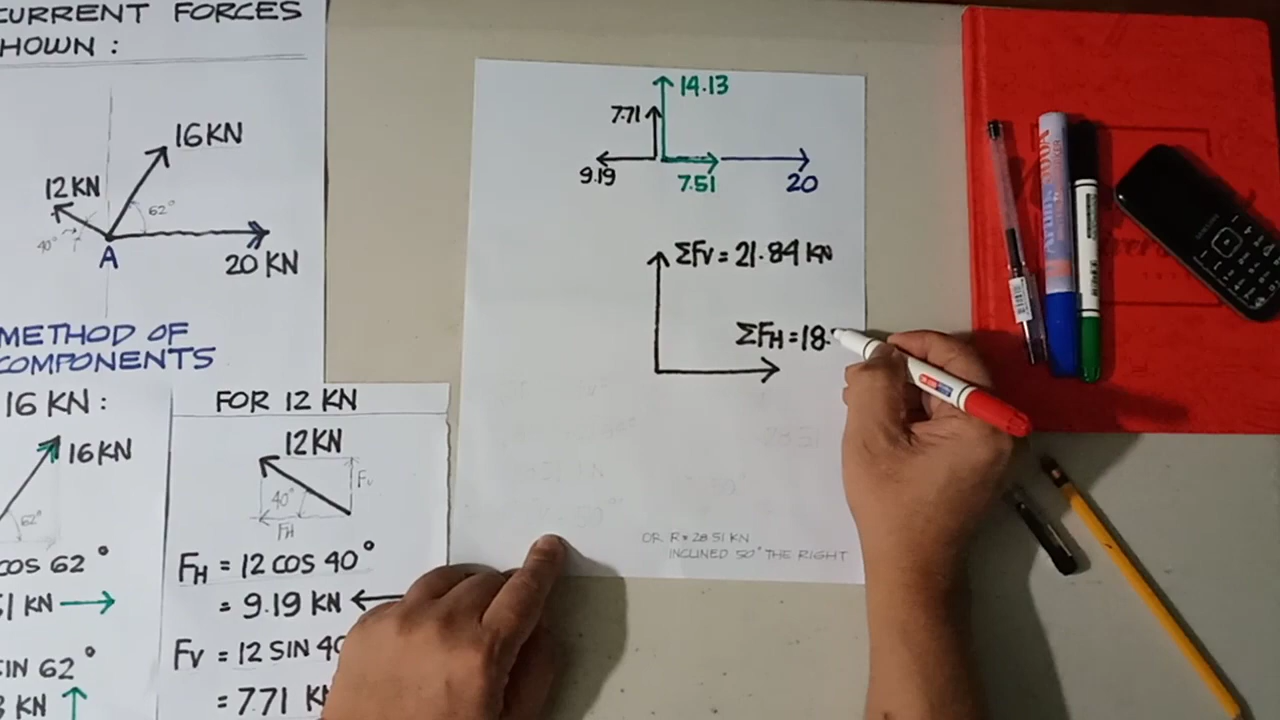 CURRENT FORCES
HOWN :
16 KN
12 KN
62°
40°
A
20 KN
METHOD OF
COMPONENTS
16 KN :
16 KN
62°
COS 62°
51 KN
SIN 62°
3 KN
FOR 12 KN
12 KN
40°
Fv
FH
FH = 12 COS 40°
= 9.19 KN
Fv = 12 SIN 40
= 7.71 KN
14.13
7.71
9.19
7.51
20
ΣFV = 21.84 KN
ΣFH = 18.
OR R = 28.51 KN
INCLINED 50° THE RIGHT